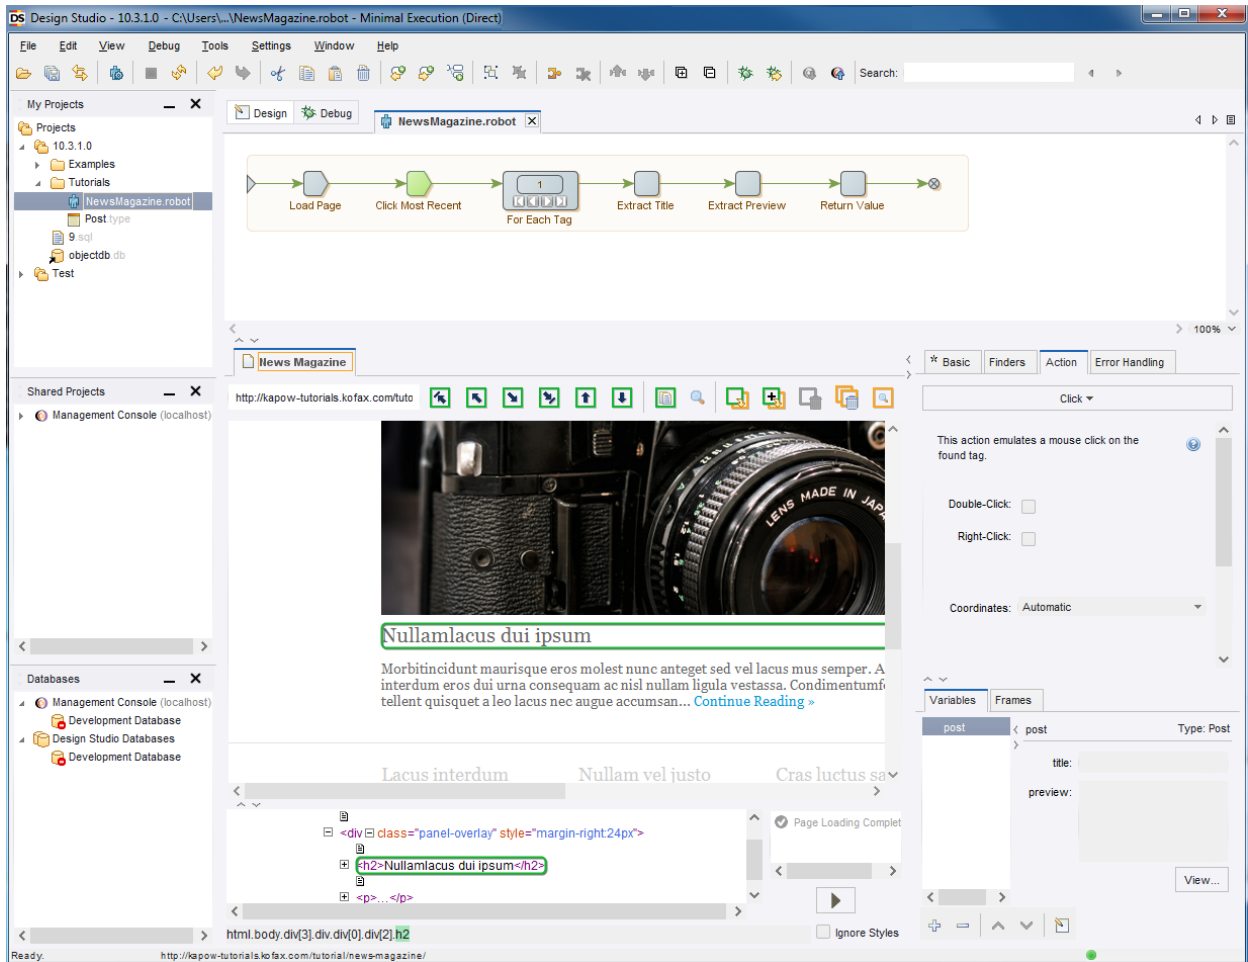 DS Design Studio - 10.3.1.0 - C:\Users\...\NewsMagazine.robot - Minimal Execution (Direct)
File Edit View Debug Tools Settings Window Help
Search:
My Projects
Projects
10.3.1.0
Examples
Tutorials
NewsMagazine.robot
Post.type
9.sql
objectdb.db
Test
Design Debug NewsMagazine.robot
1
Load Page Click Most Recent For Each Tag Extract Title Extract Preview Return Value
100%
Shared Projects
Management Console (localhost)
Databases
Management Console (localhost)
Development Database
Design Studio Databases
Development Database
News Magazine
http://kapow-tutorials.kofax.com/tuto
LENS MADE IN JAPA
Nullamlacus dui ipsum
Morbitincidunt maurisque eros molest nunc anteget sed vel lacus mus semper. A
interdum eros dui urna consequam ac nisl nullam ligula vestassa. Condimentumf
tellent quisquet a leo lacus nec augue accumsan... Continue Reading »
Lacus interdum Nullam vel justo Cras luctus sa
<div class="panel-overlay" style="margin-right:24px">
<h2>Nullamlacus dui ipsum</h2>
<p>...</p>
html.body.div[3].div.div[0].div[2].h2
Page Loading Complet
Ignore Styles
* Basic Finders Action Error Handling
Click
This action emulates a mouse click on the
found tag.
Double-Click:
Right-Click:
Coordinates: Automatic
Variables Frames
post
post Type: Post
title:
preview:
View...
Ready. http://kapow-tutorials.kofax.com/tutorial/news-magazine/